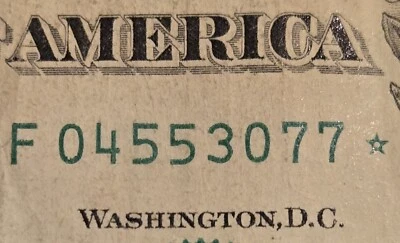 AMERICA
F 04553077 ★
WASHINGTON, D.C.